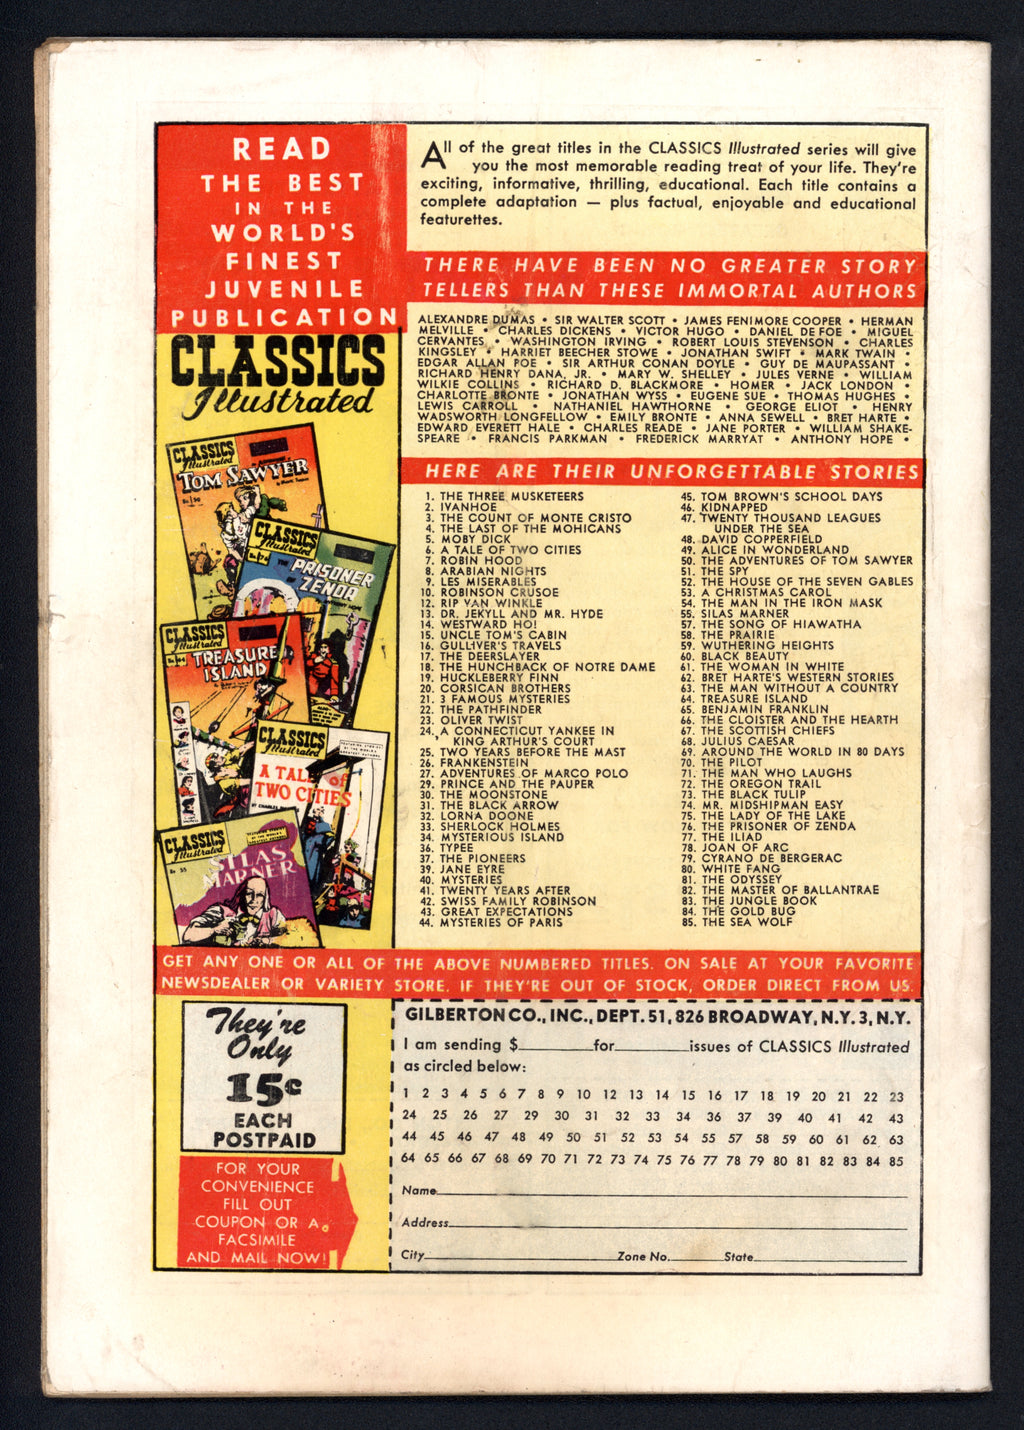 READ
THE BEST
IN THE
WORLD'S
FINEST
JUVENILE
PUBLICATION
CLASSICS
Illustrated
CLASSICS
Illustrated
TOM SAWYER
CLASSICS
Illustrated
THE PRISONER
OF ZENDA
CLASSICS
Illustrated
TREASURE
ISLAND
CLASSICS
Illustrated
A TALE of
TWO CITIES
CLASSICS
Illustrated
SILAS
MARNER
All of the great titles in the CLASSICS Illustrated series will give
you the most memorable reading treat of your life. They're
exciting, informative, thrilling, educational. Each title contains a
complete adaptation — plus factual, enjoyable and educational
featurettes.
THERE HAVE BEEN NO GREATER STORY
TELLERS THAN THESE IMMORTAL AUTHORS
ALEXANDRE DUMAS • SIR WALTER SCOTT • JAMES FENIMORE COOPER • HERMAN
MELVILLE • CHARLES DICKENS • VICTOR HUGO • DANIEL DE FOE • MIGUEL
CERVANTES • WASHINGTON IRVING • ROBERT LOUIS STEVENSON • CHARLES
KINGSLEY • HARRIET BEECHER STOWE • JONATHAN SWIFT • MARK TWAIN •
EDGAR ALLAN POE • SIR ARTHUR CONAN DOYLE • GUY DE MAUPASSANT •
RICHARD HENRY DANA, JR. • MARY W. SHELLEY • JULES VERNE • WILLIAM
WILKIE COLLINS • RICHARD D. BLACKMORE • HOMER • JACK LONDON •
CHARLOTTE BRONTE • JONATHAN WYSS • EUGENE SUE • THOMAS HUGHES •
LEWIS CARROLL • NATHANIEL HAWTHORNE • GEORGE ELIOT • HENRY
WADSWORTH LONGFELLOW • EMILY BRONTE • ANNA SEWELL • BRET HARTE •
EDWARD EVERETT HALE • CHARLES READE • JANE PORTER • WILLIAM SHAKE-
SPEARE • FRANCIS PARKMAN • FREDERICK MARRYAT • ANTHONY HOPE •
HERE ARE THEIR UNFORGETTABLE STORIES
1. THE THREE MUSKETEERS
2. IVANHOE
3. THE COUNT OF MONTE CRISTO
4. THE LAST OF THE MOHICANS
5. MOBY DICK
6. A TALE OF TWO CITIES
7. ROBIN HOOD
8. ARABIAN NIGHTS
9. LES MISERABLES
10. ROBINSON CRUSOE
12. RIP VAN WINKLE
13. DR. JEKYLL AND MR. HYDE
14. WESTWARD HO!
15. UNCLE TOM'S CABIN
16. GULLIVER'S TRAVELS
17. THE DEERSLAYER
18. THE HUNCHBACK OF NOTRE DAME
19. HUCKLEBERRY FINN
20. CORSICAN BROTHERS
21. 3 FAMOUS MYSTERIES
22. THE PATHFINDER
23. OLIVER TWIST
24. A CONNECTICUT YANKEE IN
KING ARTHUR'S COURT
25. TWO YEARS BEFORE THE MAST
26. FRANKENSTEIN
27. ADVENTURES OF MARCO POLO
29. PRINCE AND THE PAUPER
30. THE MOONSTONE
31. THE BLACK ARROW
32. LORNA DOONE
33. SHERLOCK HOLMES
34. MYSTERIOUS ISLAND
36. TYPEE
37. THE PIONEERS
39. JANE EYRE
40. MYSTERIES
41. TWENTY YEARS AFTER
42. SWISS FAMILY ROBINSON
43. GREAT EXPECTATIONS
44. MYSTERIES OF PARIS
45. TOM BROWN'S SCHOOL DAYS
46. KIDNAPPED
47. TWENTY THOUSAND LEAGUES
UNDER THE SEA
48. DAVID COPPERFIELD
49. ALICE IN WONDERLAND
50. THE ADVENTURES OF TOM SAWYER
51. THE SPY
52. THE HOUSE OF THE SEVEN GABLES
53. A CHRISTMAS CAROL
54. THE MAN IN THE IRON MASK
55. SILAS MARNER
57. THE SONG OF HIAWATHA
58. THE PRAIRIE
59. WUTHERING HEIGHTS
60. BLACK BEAUTY
61. THE WOMAN IN WHITE
62. BRET HARTE'S WESTERN STORIES
63. THE MAN WITHOUT A COUNTRY
64. TREASURE ISLAND
65. BENJAMIN FRANKLIN
66. THE CLOISTER AND THE HEARTH
67. THE SCOTTISH CHIEFS
68. JULIUS CAESAR
69. AROUND THE WORLD IN 80 DAYS
70. THE PILOT
71. THE MAN WHO LAUGHS
72. THE OREGON TRAIL
73. THE BLACK TULIP
74. MR. MIDSHIPMAN EASY
75. THE LADY OF THE LAKE
76. THE PRISONER OF ZENDA
77. THE ILIAD
78. JOAN OF ARC
79. CYRANO DE BERGERAC
80. WHITE FANG
81. THE ODYSSEY
82. THE MASTER OF BALLANTRAE
83. THE JUNGLE BOOK
84. THE GOLD BUG
85. THE SEA WOLF
GET ANY ONE OR ALL OF THE ABOVE NUMBERED TITLES. ON SALE AT YOUR FAVORITE
NEWSDEALER OR VARIETY STORE. IF THEY'RE OUT OF STOCK, ORDER DIRECT FROM US.
They're
Only
15c
EACH
POSTPAID
FOR YOUR
CONVENIENCE
FILL OUT
COUPON OR A
FACSIMILE
AND MAIL NOW!
GILBERTON CO., INC., DEPT. 51, 826 BROADWAY, N.Y. 3, N.Y.
I am sending $ for issues of CLASSICS Illustrated
as circled below:
1 2 3 4 5 6 7 8 9 10 12 13 14 15 16 17 18 19 20 21 22 23
24 25 26 27 29 30 31 32 33 34 36 37 39 40 41 42 43
44 45 46 47 48 49 50 51 52 53 54 55 57 58 59 60 61 62 63
64 65 66 67 68 69 70 71 72 73 74 75 76 77 78 79 80 81 82 83 84 85
Name
Address
City Zone No. State